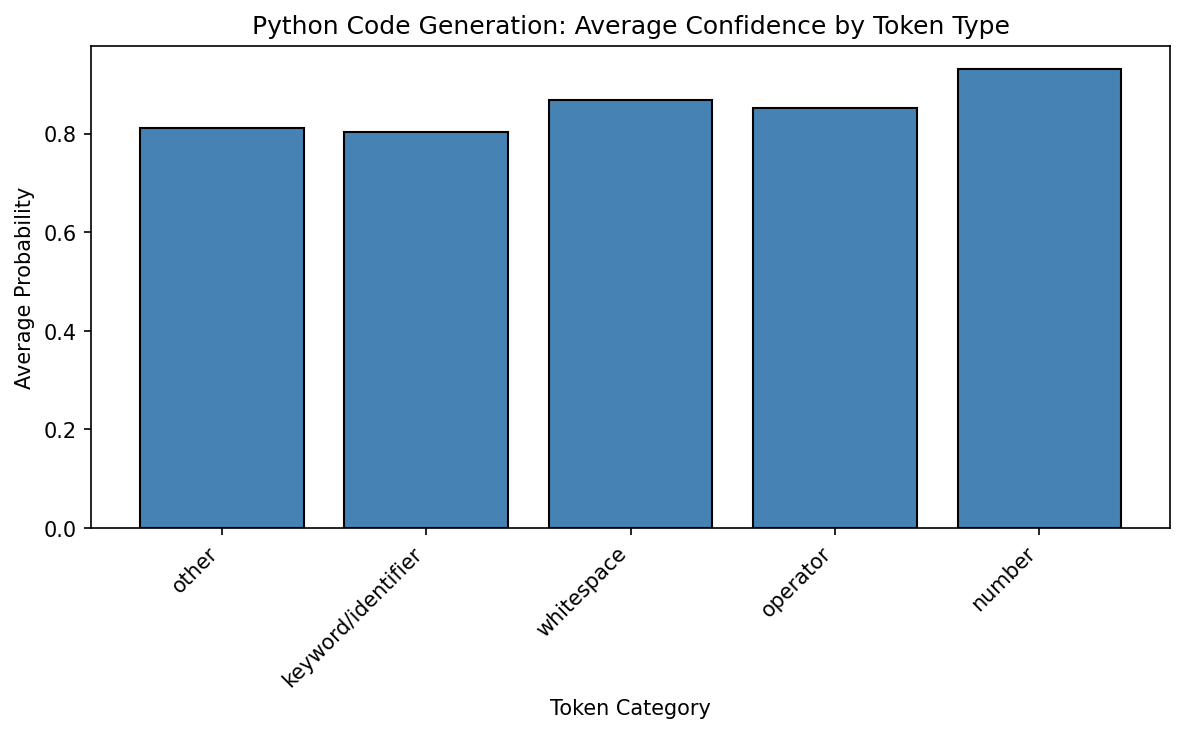 Python Code Generation: Average Confidence by Token Type
Average Probability
0.8
0.6
0.4
0.2
0.0
other
keyword/identifier
whitespace
operator
number
Token Category